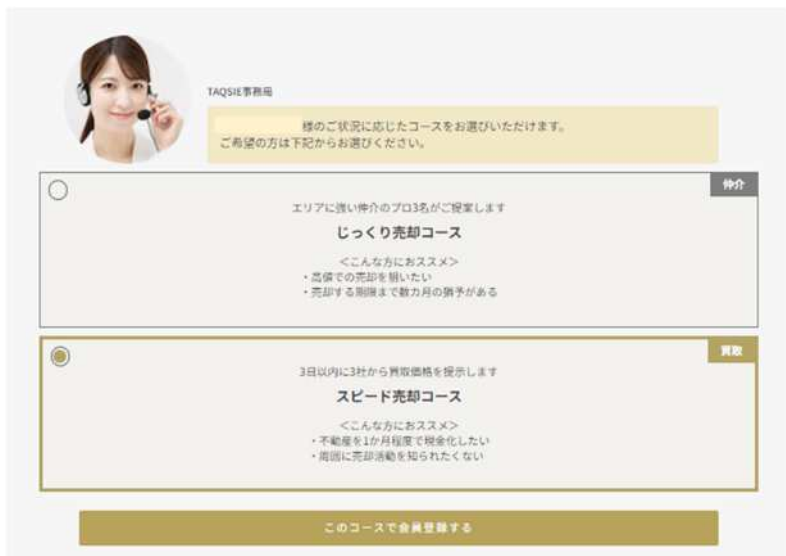 TAQSIE事務局
様のご状況に応じたコースをお選びいただけます。
ご希望の方は下記からお選びください。
仲介
エリアに強い仲介のプロ3名がご提案します
じっくり売却コース
＜こんな方におススメ＞
・高値での売却を狙いたい
・売却する期限まで数カ月の猶予がある
買取
3日以内に3社から買取価格を提示します
スピード売却コース
＜こんな方におススメ＞
・不動産を1か月程度で現金化したい
・周囲に売却活動を知られたくない
このコースで会員登録する